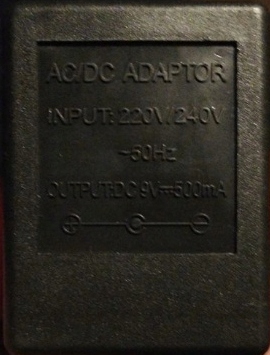 AC/DC ADAPTOR
INPUT: 220V/240V
~50Hz
OUTPUT:DC 9V⎓500mA